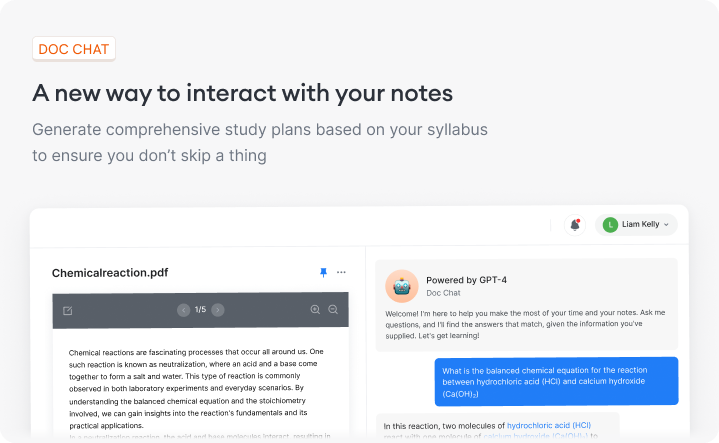 DOC CHAT
A new way to interact with your notes
Generate comprehensive study plans based on your syllabus
to ensure you don’t skip a thing
L Liam Kelly
Chemicalreaction.pdf
1/5
Chemical reactions are fascinating processes that occur all around us. One
such reaction is known as neutralization, where an acid and a base come
together to form a salt and water. This type of reaction is commonly
observed in both laboratory experiments and everyday scenarios. By
understanding the balanced chemical equation and the stoichiometry
involved, we can gain insights into the reaction's fundamentals and its
practical applications.
In a neutralization reaction, the acid and base molecules interact, resulting in
Powered by GPT-4
Doc Chat
Welcome! I'm here to help you make the most of your time and your notes. Ask me
questions, and I'll find the answers that match, given the information you've
supplied. Let's get learning!
What is the balanced chemical equation for the reaction
between hydrochloric acid (HCl) and calcium hydroxide
(Ca(OH)₂)
In this reaction, two molecules of hydrochloric acid (HCl)
react with one molecule of calcium hydroxide (Ca(OH)₂) to